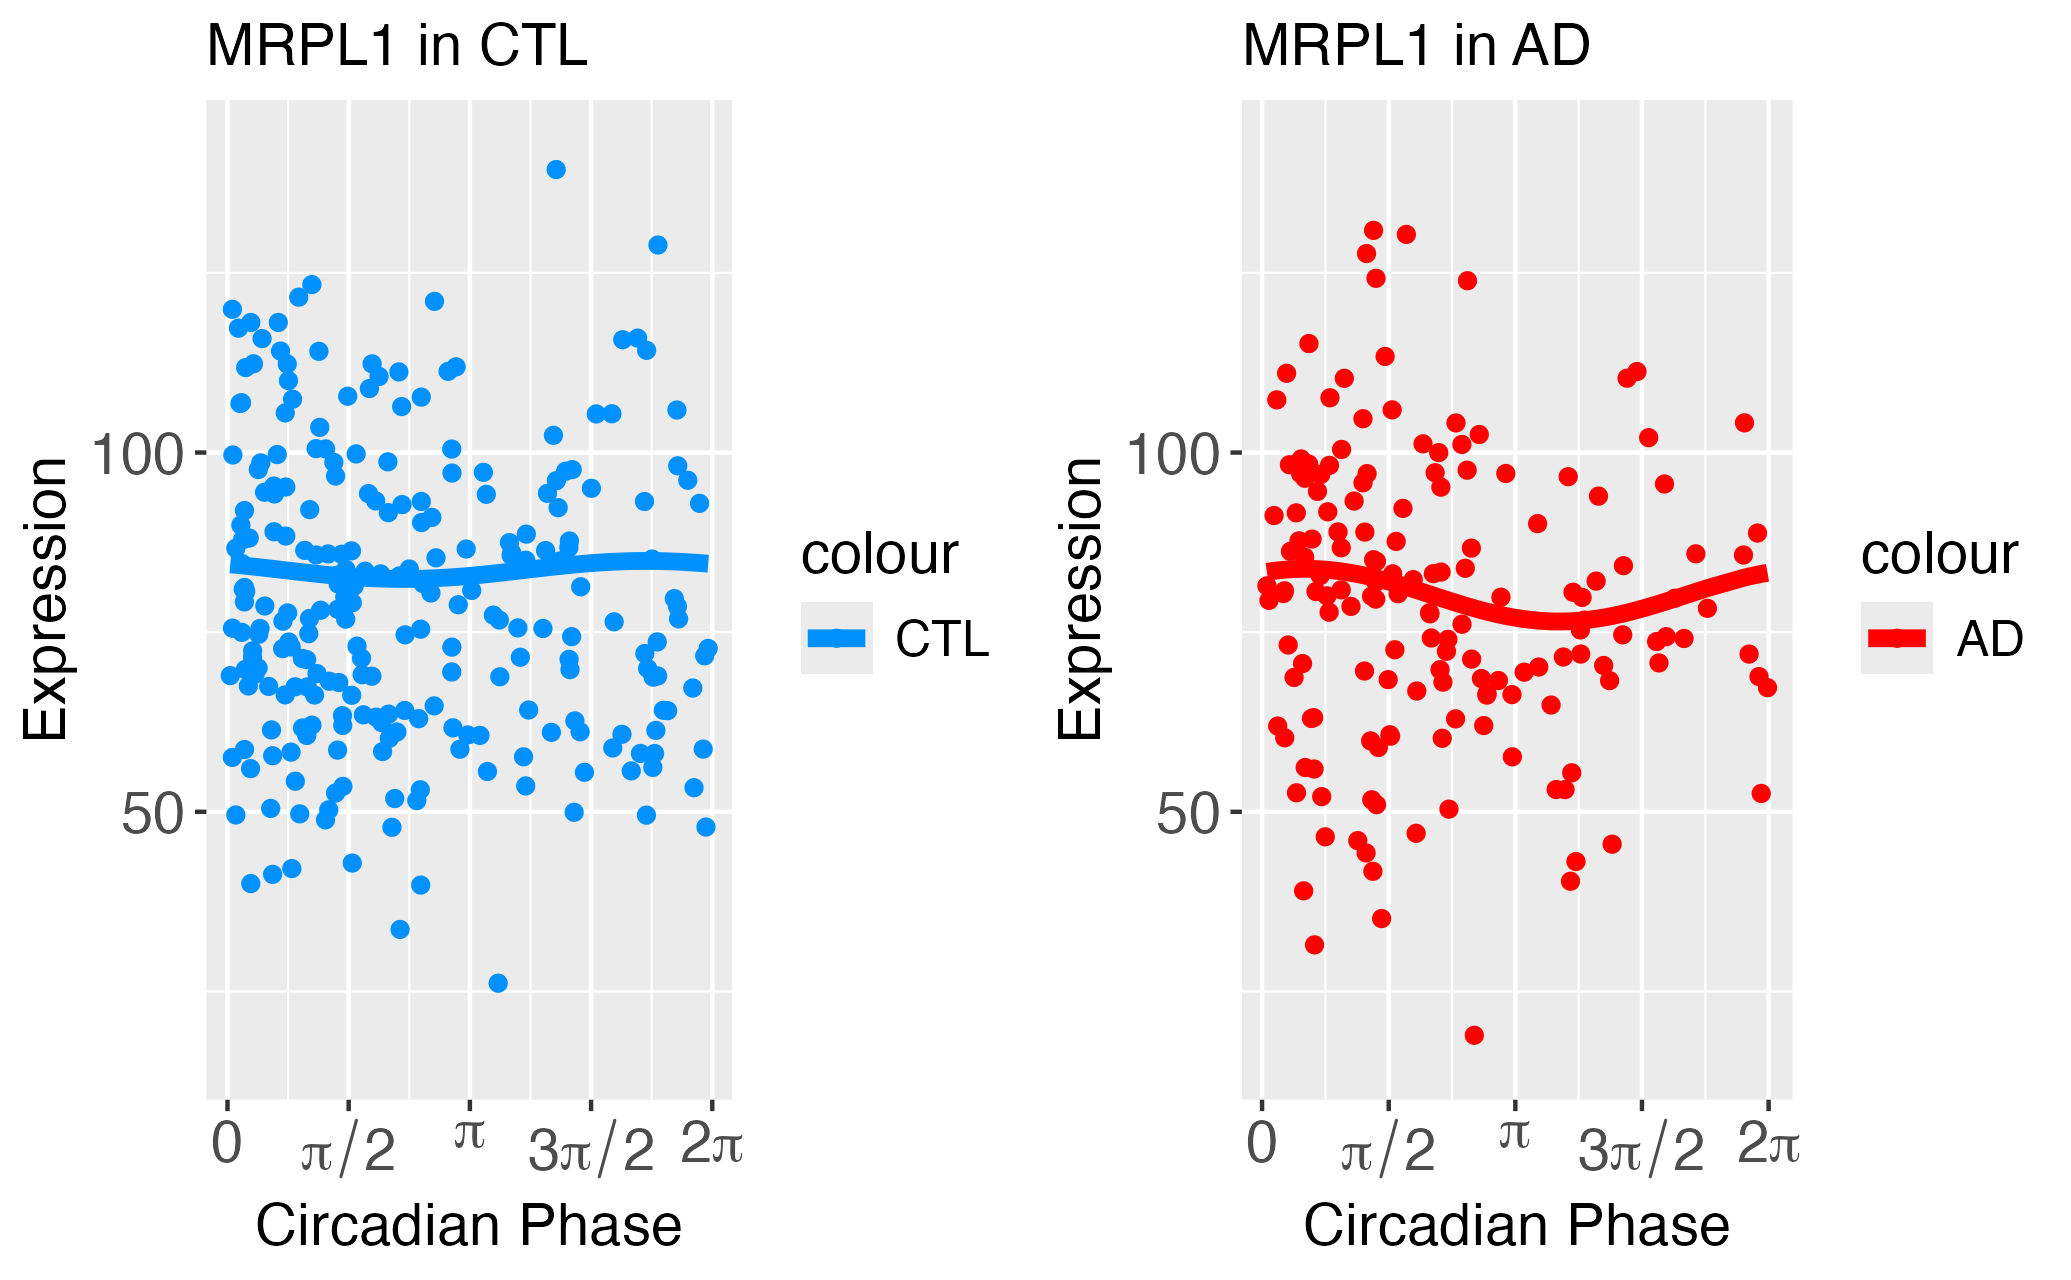 MRPL1 in CTL
Expression
100
50
0 π/2 π 3π/2 2π
Circadian Phase
colour
CTL
MRPL1 in AD
Expression
100
50
0 π/2 π 3π/2 2π
Circadian Phase
colour
AD